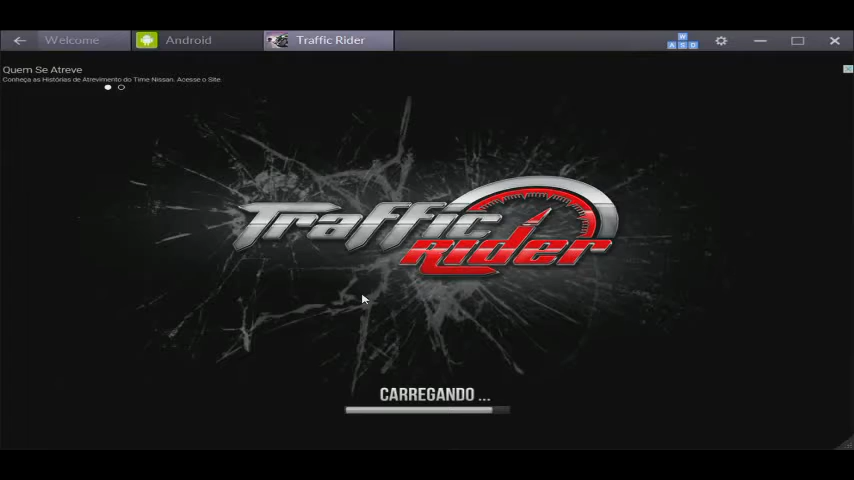 Welcome
Android
Traffic Rider
W
A S D
Quem Se Atreve
Conheça as Histórias de Atrevimento do Time Nissan. Acesse o Site.
Traffic
Rider
CARREGANDO ...